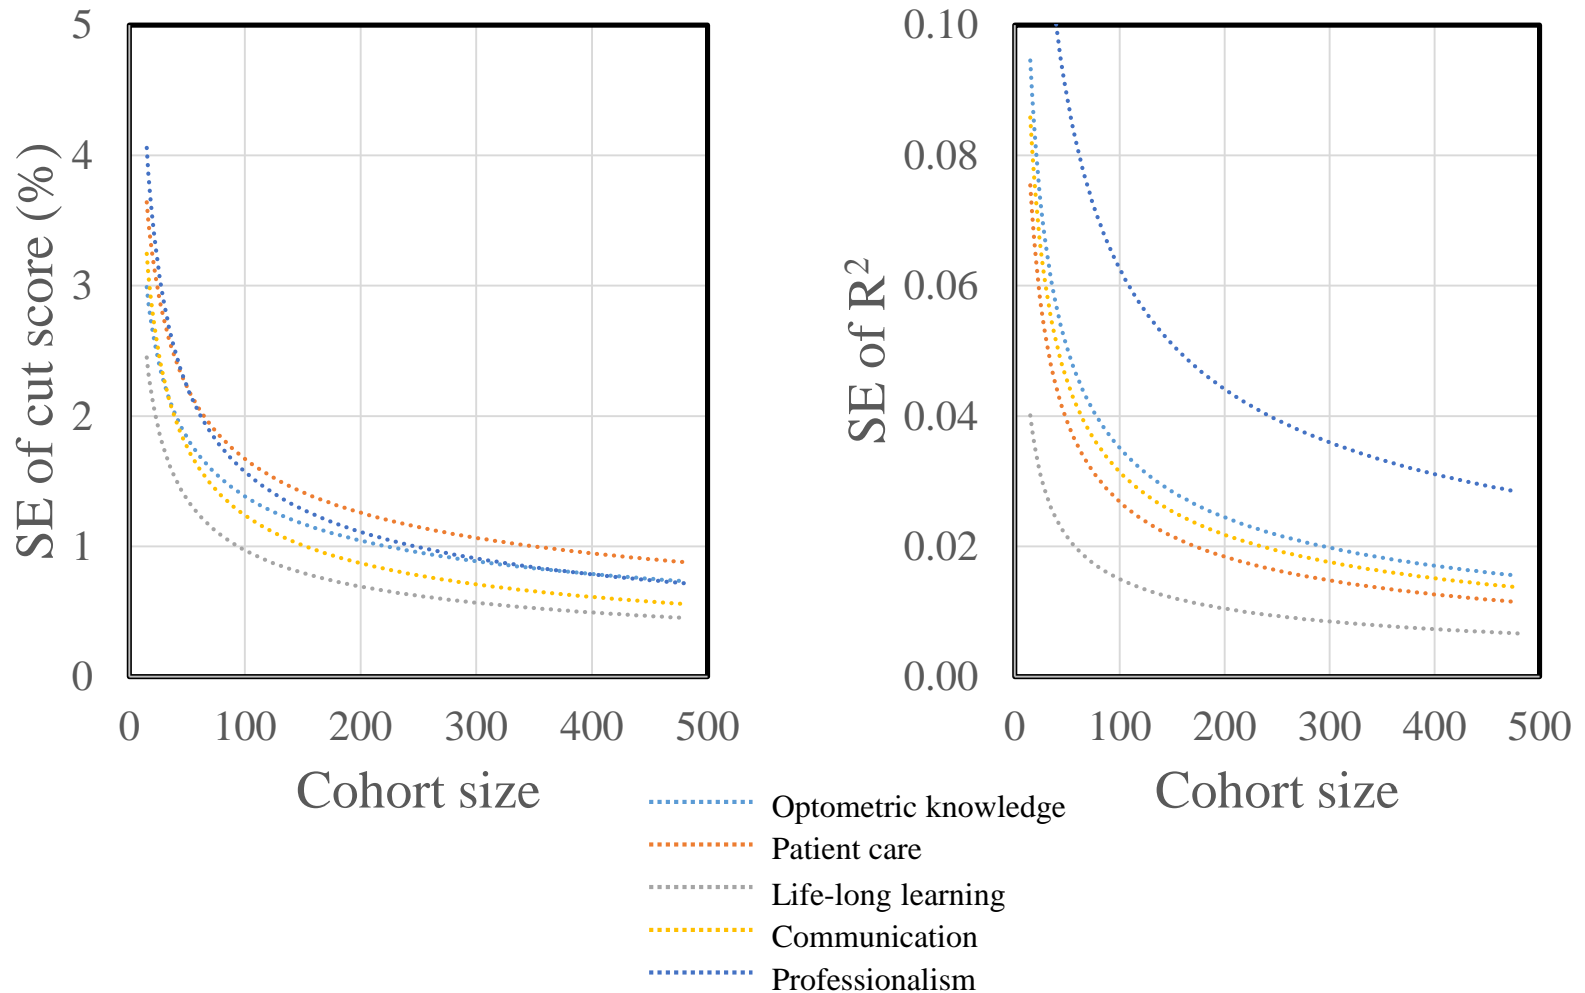 SE of cut score (%)
5
4
3
2
1
0
0 100 200 300 400 500
Cohort size
SE of R²
0.10
0.08
0.06
0.04
0.02
0.00
0 100 200 300 400 500
Cohort size
Optometric knowledge
Patient care
Life-long learning
Communication
Professionalism